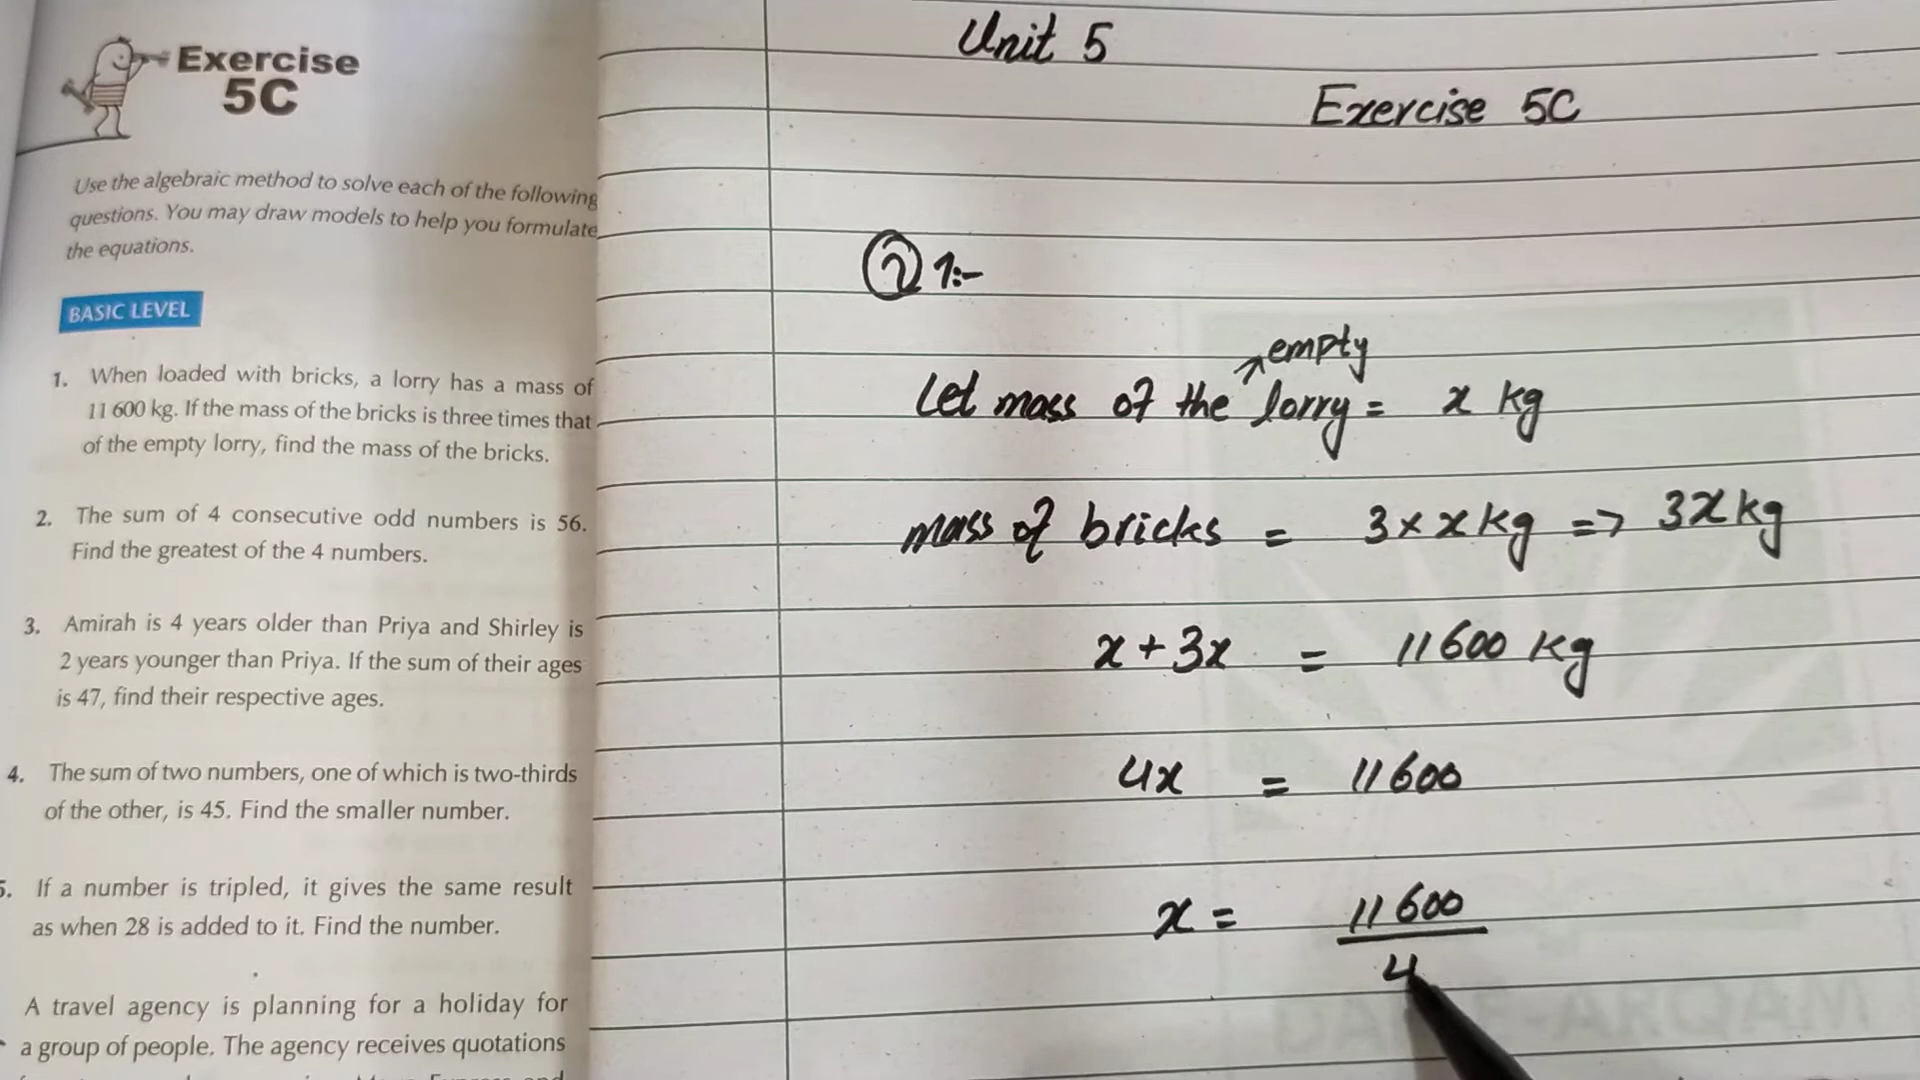 Exercise
5C
Use the algebraic method to solve each of the following
questions. You may draw models to help you formulate
the equations.
BASIC LEVEL
1. When loaded with bricks, a lorry has a mass of
11 600 kg. If the mass of the bricks is three times that
of the empty lorry, find the mass of the bricks.
2. The sum of 4 consecutive odd numbers is 56.
Find the greatest of the 4 numbers.
3. Amirah is 4 years older than Priya and Shirley is
2 years younger than Priya. If the sum of their ages
is 47, find their respective ages.
4. The sum of two numbers, one of which is two-thirds
of the other, is 45. Find the smaller number.
5. If a number is tripled, it gives the same result
as when 28 is added to it. Find the number.
A travel agency is planning for a holiday for
a group of people. The agency receives quotations
Unit 5
Exercise 5C
Q 1:-
empty
Let mass of the lorry = x kg
mass of bricks = 3 × x kg => 3x kg
x + 3x = 11600 kg
4x = 11600
x = 11600
4